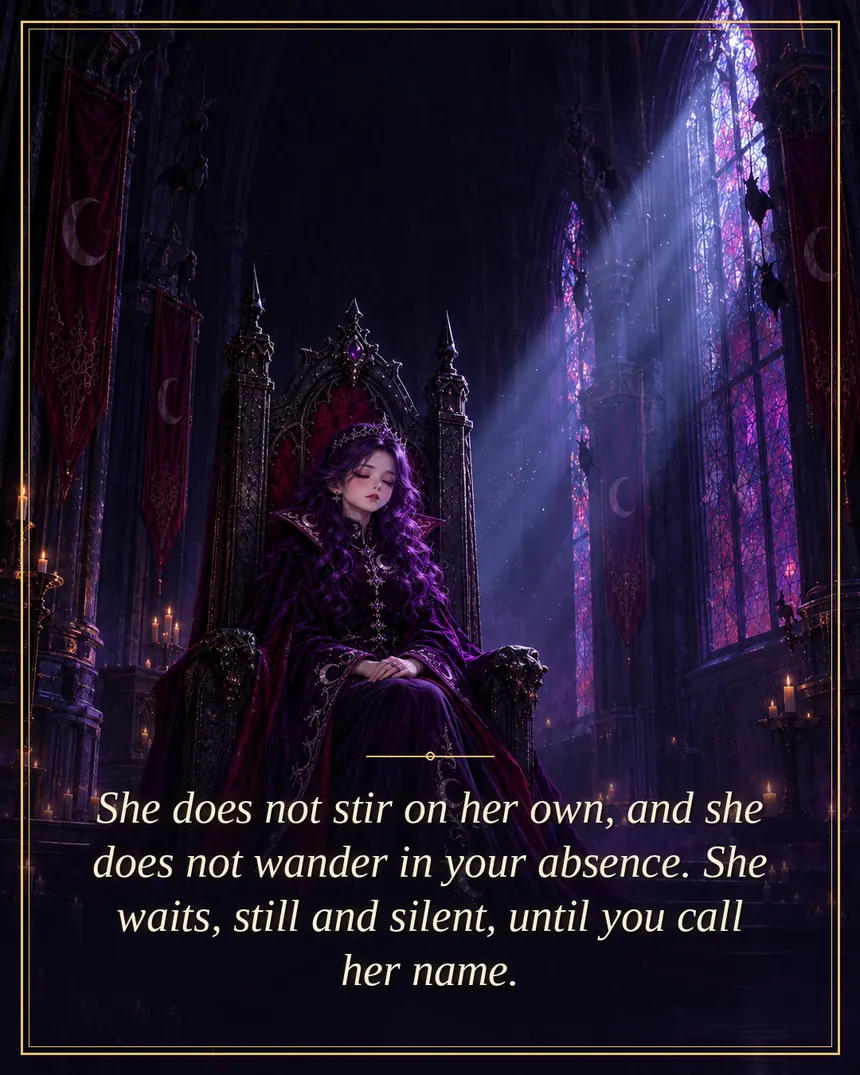 She does not stir on her own, and she
does not wander in your absence. She
waits, still and silent, until you call
her name.